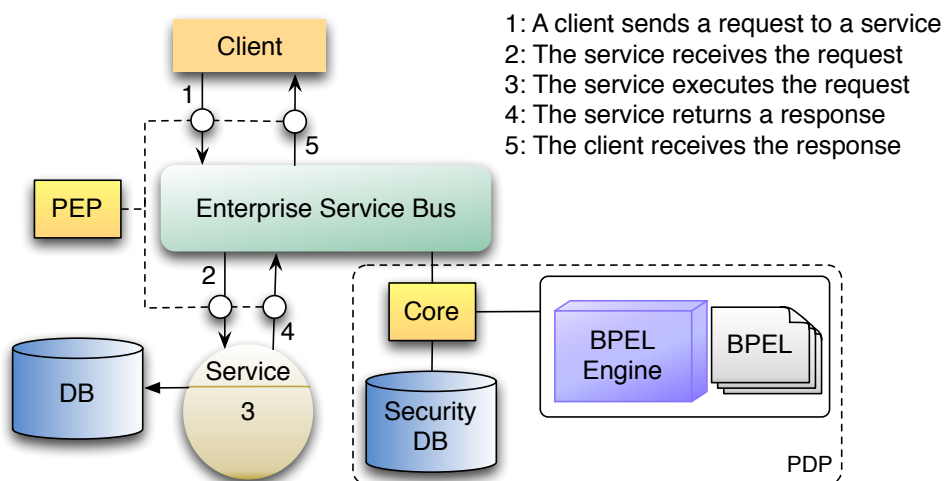 Client
1: A client sends a request to a service
2: The service receives the request
3: The service executes the request
4: The service returns a response
5: The client receives the response
1
5
PEP
Enterprise Service Bus
2
4
Core
BPEL
Engine
BPEL
DB
Service
3
Security
DB
PDP